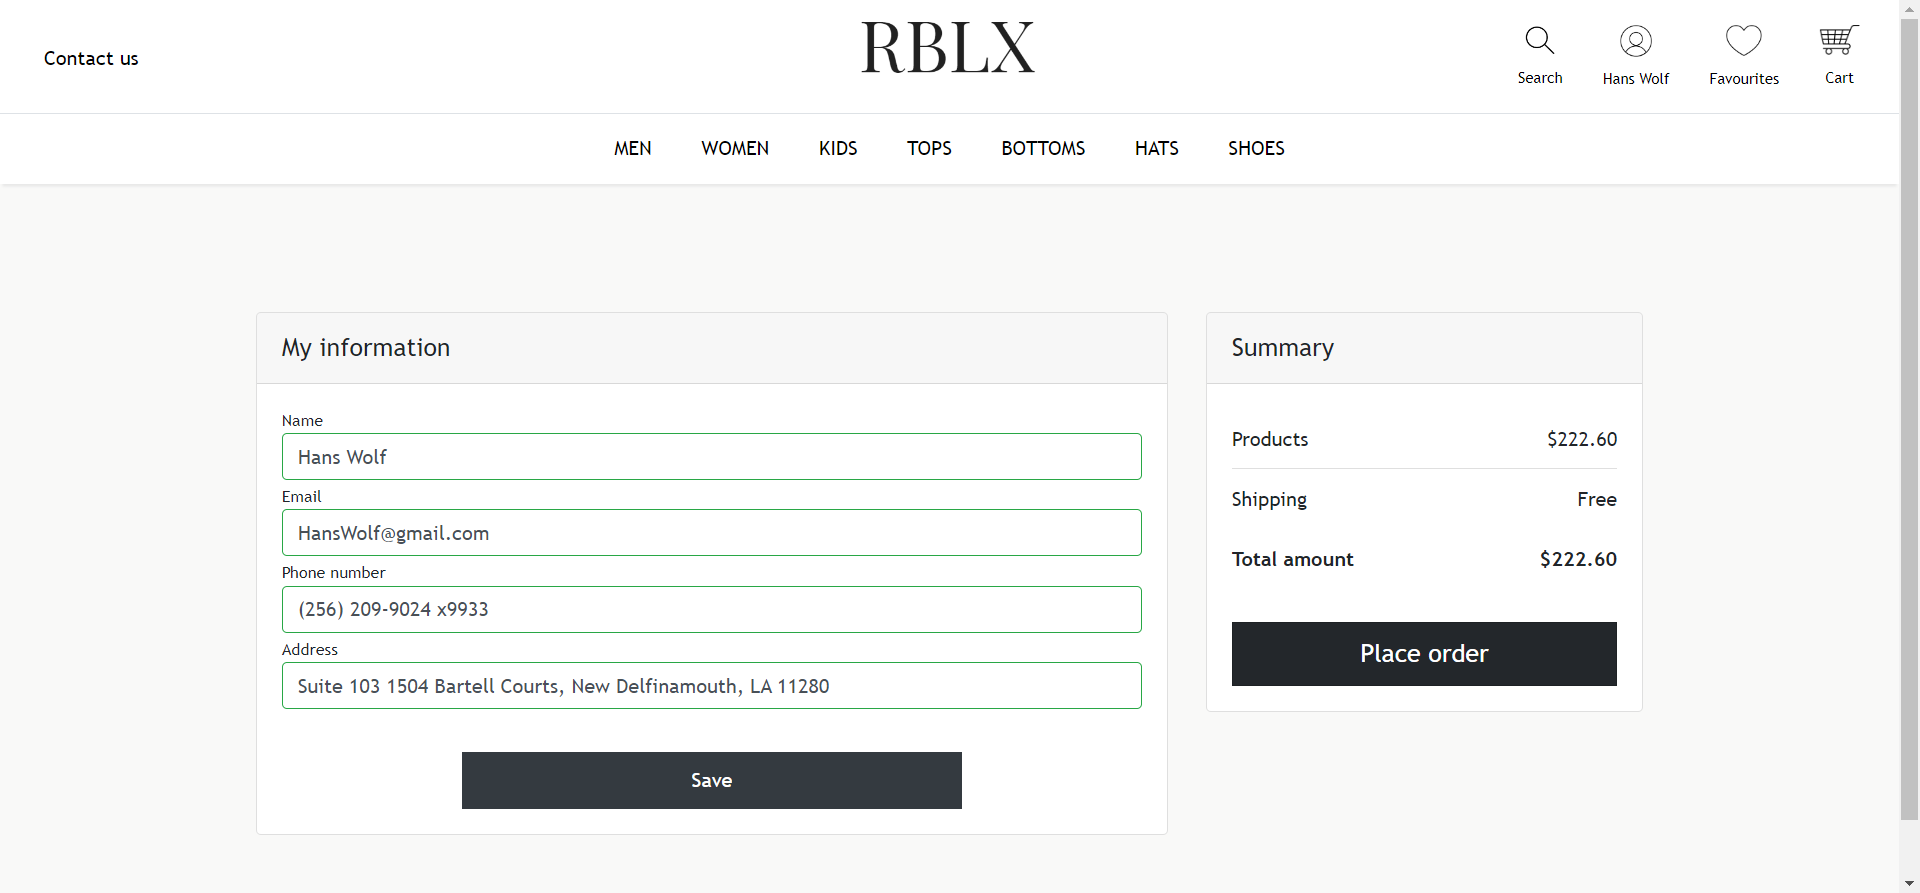 Contact us
RBLX
Search
Hans Wolf
Favourites
Cart
MEN WOMEN KIDS TOPS BOTTOMS HATS SHOES
My information
Name
Hans Wolf
Email
HansWolf@gmail.com
Phone number
(256) 209-9024 x9933
Address
Suite 103 1504 Bartell Courts, New Delfinamouth, LA 11280
Save
Summary
Products $222.60
Shipping Free
Total amount $222.60
Place order